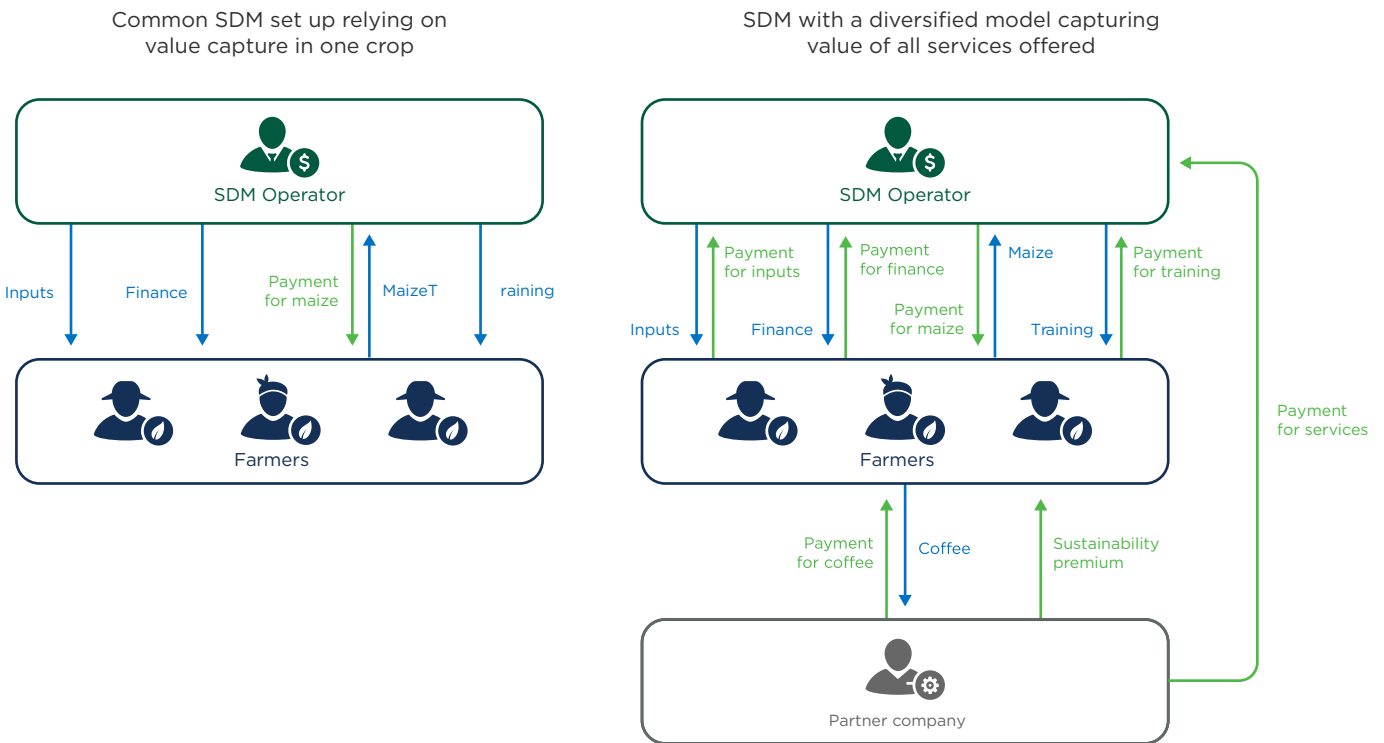 Common SDM set up relying on
value capture in one crop
SDM Operator
Inputs
Finance
Payment
for maize
MaizeT
raining
Farmers
SDM with a diversified model capturing
value of all services offered
$
SDM Operator
Inputs
Payment
for inputs
Finance
Payment
for finance
Payment
for maize
Maize
Training
Payment
for training
Farmers
Payment
for services
Payment
for coffee
Coffee
Sustainability
premium
Partner company